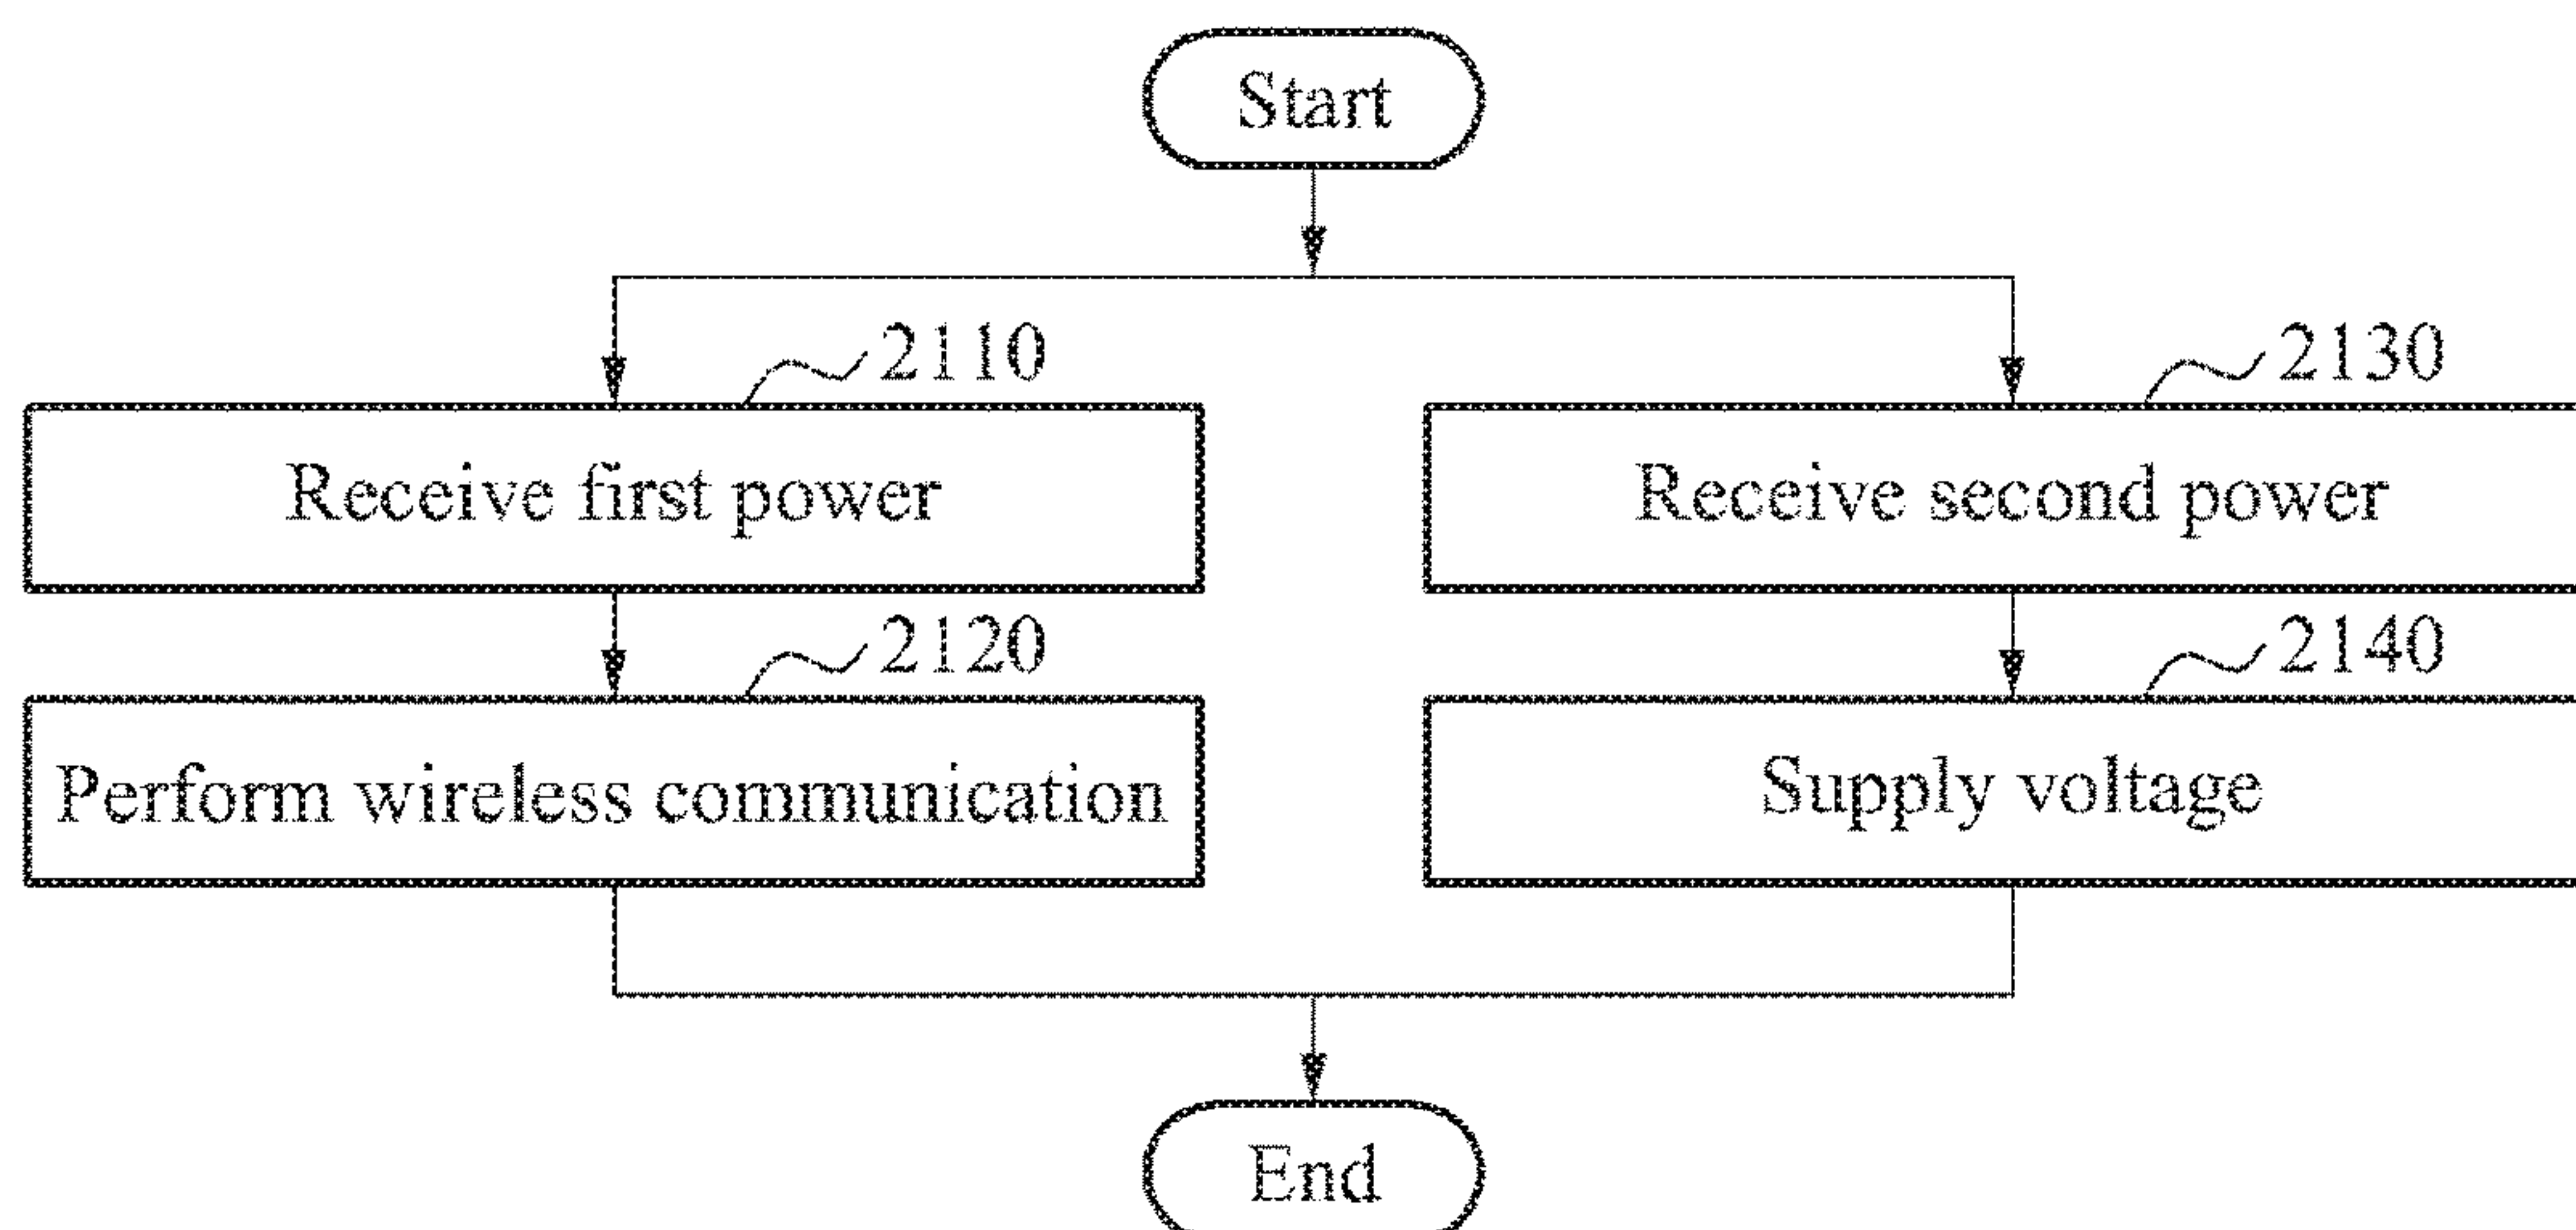 Start
2110
2130
Receive first power
Receive second power
2120
2140
Perform wireless communication
Supply voltage
End